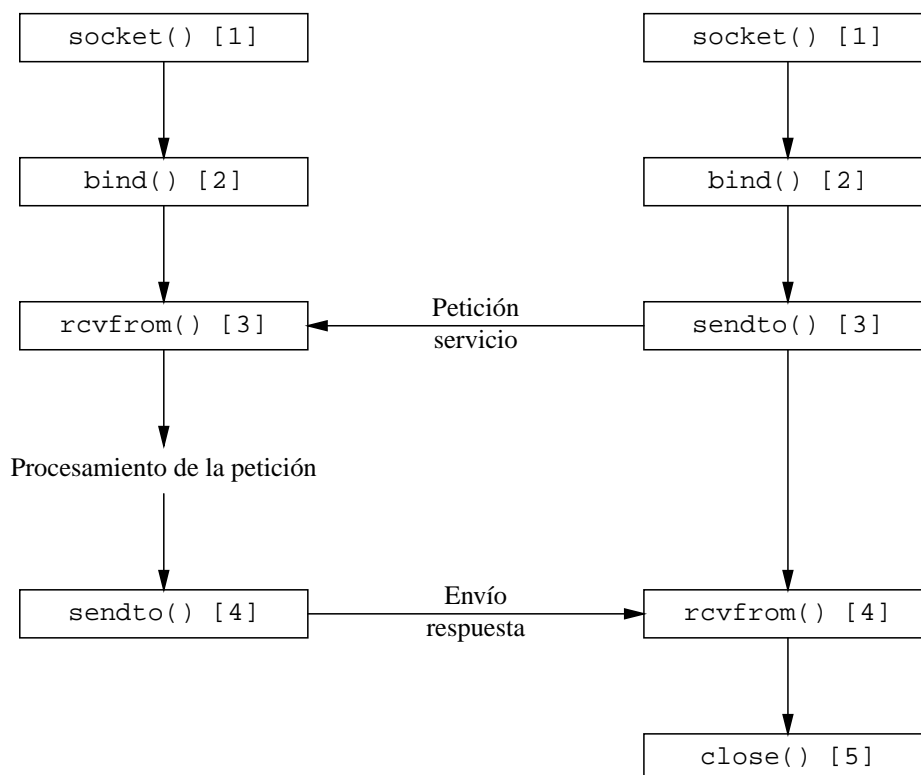 socket() [1]
socket() [1]
bind() [2]
bind() [2]
rcvfrom() [3]
Petición
servicio
sendto() [3]
Procesamiento de la petición
sendto() [4]
Envío
respuesta
rcvfrom() [4]
close() [5]